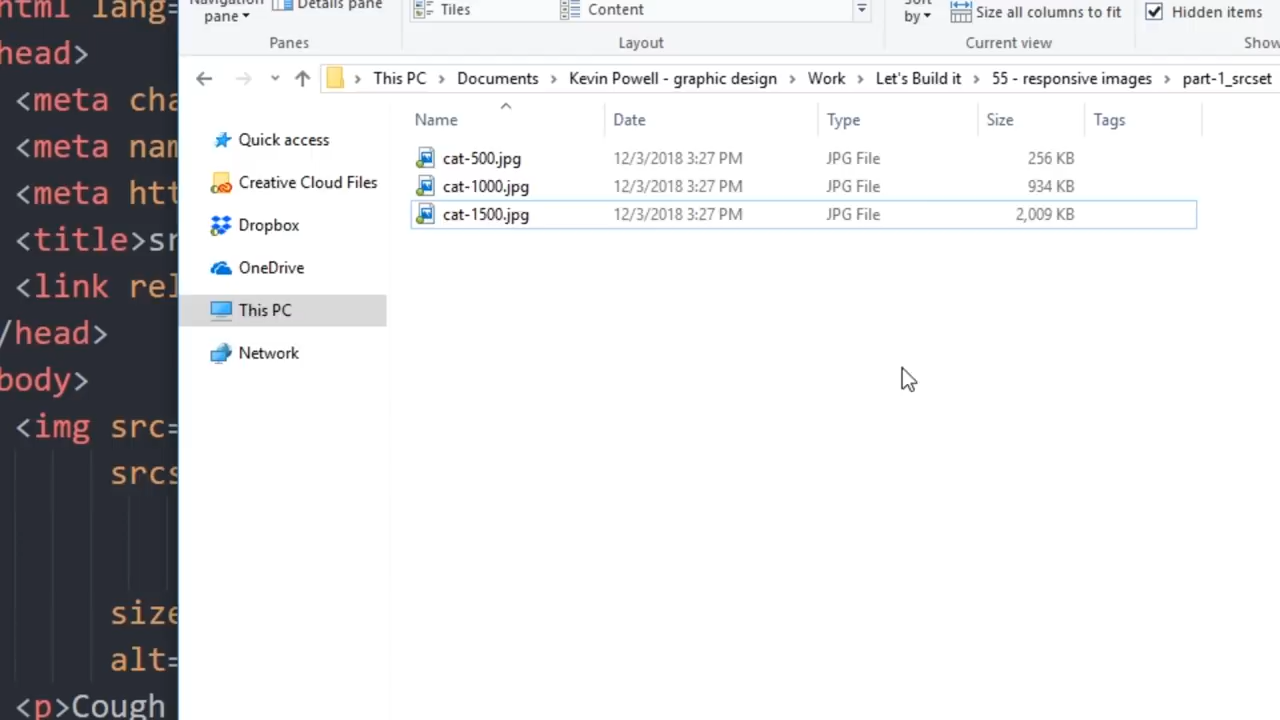 html lang=
Navigation
pane
Details pane
Tiles
Content
Sort
by
Size all columns to fit
Hidden items
Panes
Layout
Current view
head>
This PC > Documents > Kevin Powell - graphic design > Work > Let's Build it > 55 - responsive images > part-1_srcset
<meta cha
Name
Date
Type
Size
Tags
<meta nam
Quick access
cat-500.jpg 12/3/2018 3:27 PM JPG File 256 KB
<meta htt
Creative Cloud Files
cat-1000.jpg 12/3/2018 3:27 PM JPG File 934 KB
<title>sr
Dropbox
cat-1500.jpg 12/3/2018 3:27 PM JPG File 2,009 KB
<link rel
OneDrive
/head>
This PC
body>
Network
<img src=
srcs
size
alt=
<p>Cough